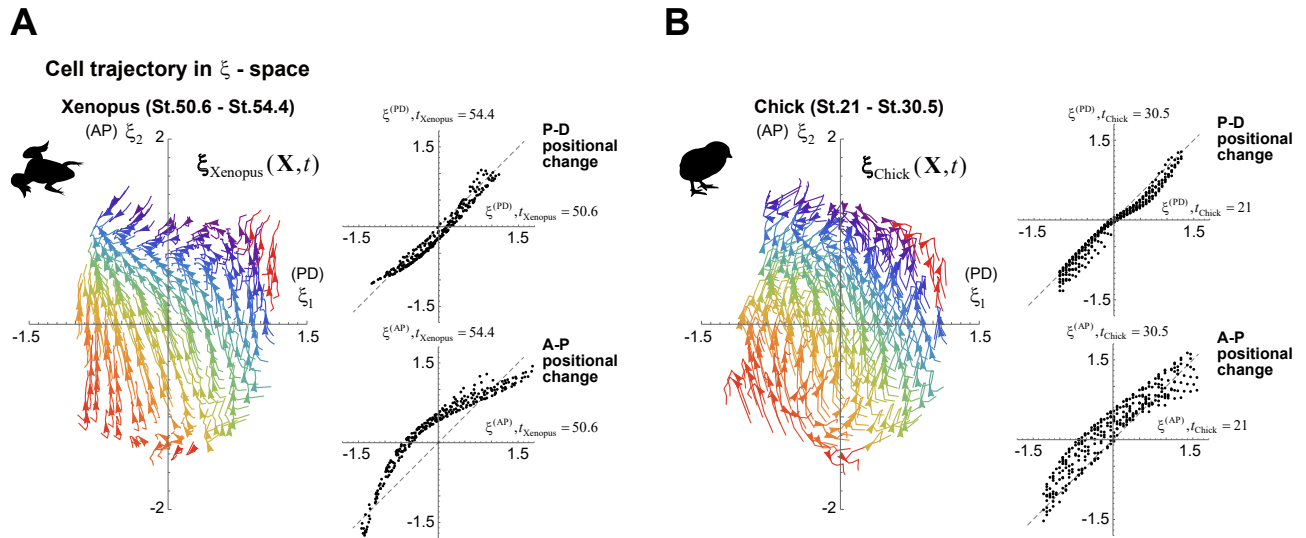 A
Cell trajectory in ξ - space
Xenopus (St.50.6 - St.54.4)
(AP) ξ2
2
ξXenopus(X,t)
(PD)
ξ1
-1.5
1.5
-2
ξ(PD), tXenopus = 54.4
1.5
P-D
positional
change
ξ(PD), tXenopus = 50.6
-1.5
1.5
-1.5
ξ(AP), tXenopus = 54.4
1.5
A-P
positional
change
ξ(AP), tXenopus = 50.6
-1.5
1.5
-1.5
B
Chick (St.21 - St.30.5)
(AP) ξ2
2
ξChick(X,t)
(PD)
ξ1
-1.5
1.5
-2
ξ(PD), tChick = 30.5
1.5
P-D
positional
change
ξ(PD), tChick = 21
-1.5
1.5
-1.5
ξ(AP), tChick = 30.5
1.5
A-P
positional
change
ξ(AP), tChick = 21
-1.5
1.5
-1.5